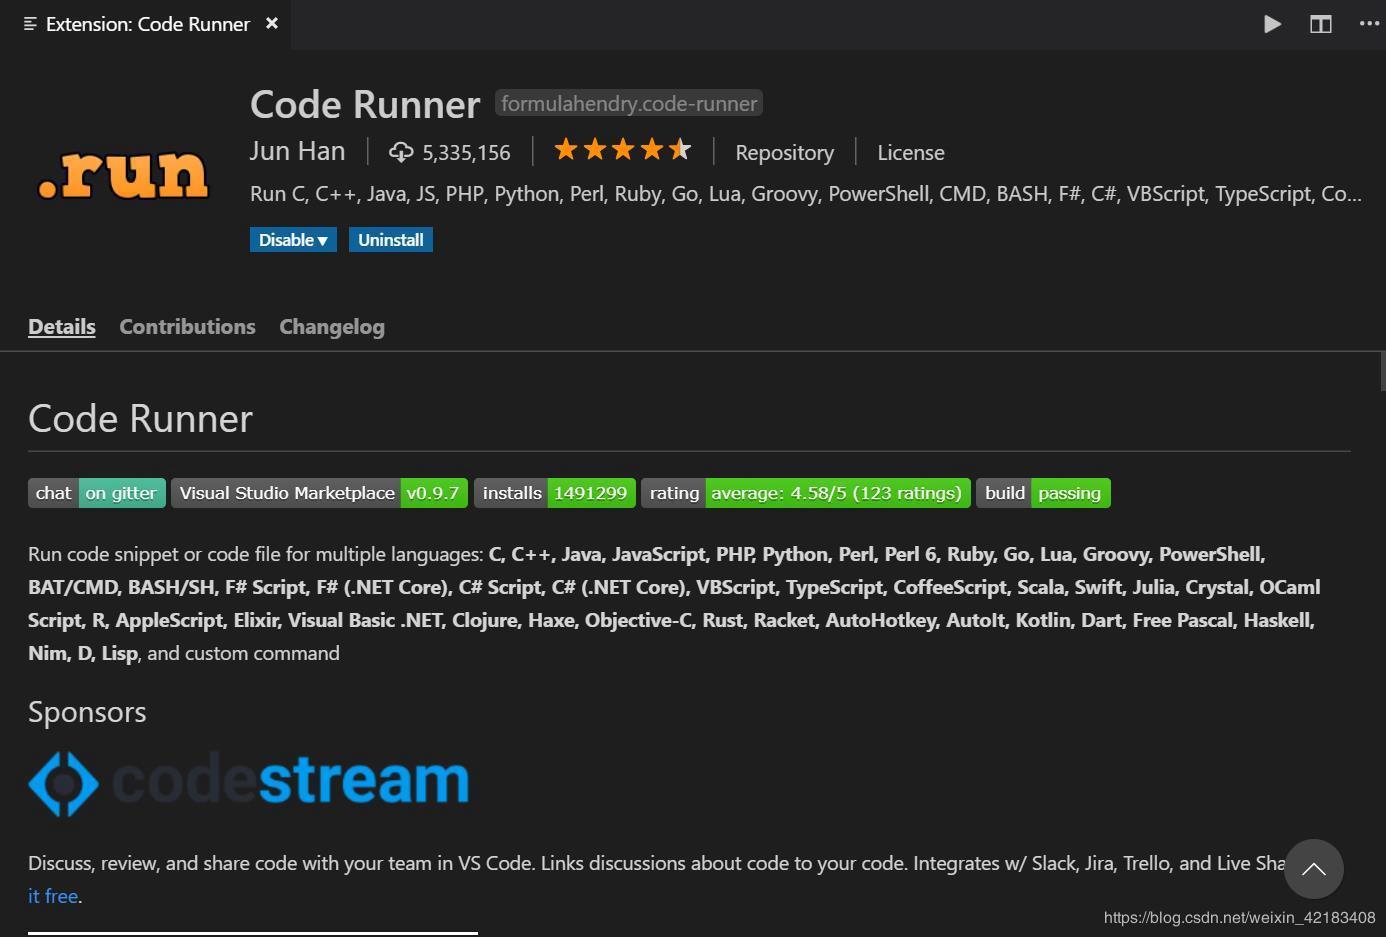 Extension: Code Runner
Code Runner formulahendry.code-runner
.run
Jun Han 5,335,156 Repository License
Run C, C++, Java, JS, PHP, Python, Perl, Ruby, Go, Lua, Groovy, PowerShell, CMD, BASH, F#, C#, VBScript, TypeScript, Co...
Disable Uninstall
Details Contributions Changelog
Code Runner
chat on gitter Visual Studio Marketplace v0.9.7 installs 1491299 rating average: 4.58/5 (123 ratings) build passing
Run code snippet or code file for multiple languages: C, C++, Java, JavaScript, PHP, Python, Perl, Perl 6, Ruby, Go, Lua, Groovy, PowerShell,
BAT/CMD, BASH/SH, F# Script, F# (.NET Core), C# Script, C# (.NET Core), VBScript, TypeScript, CoffeeScript, Scala, Swift, Julia, Crystal, OCaml
Script, R, AppleScript, Elixir, Visual Basic .NET, Clojure, Haxe, Objective-C, Rust, Racket, AutoHotkey, AutoIt, Kotlin, Dart, Free Pascal, Haskell,
Nim, D, Lisp, and custom command
Sponsors
codestream
Discuss, review, and share code with your team in VS Code. Links discussions about code to your code. Integrates w/ Slack, Jira, Trello, and Live Sha
it free.
https://blog.csdn.net/weixin_42183408